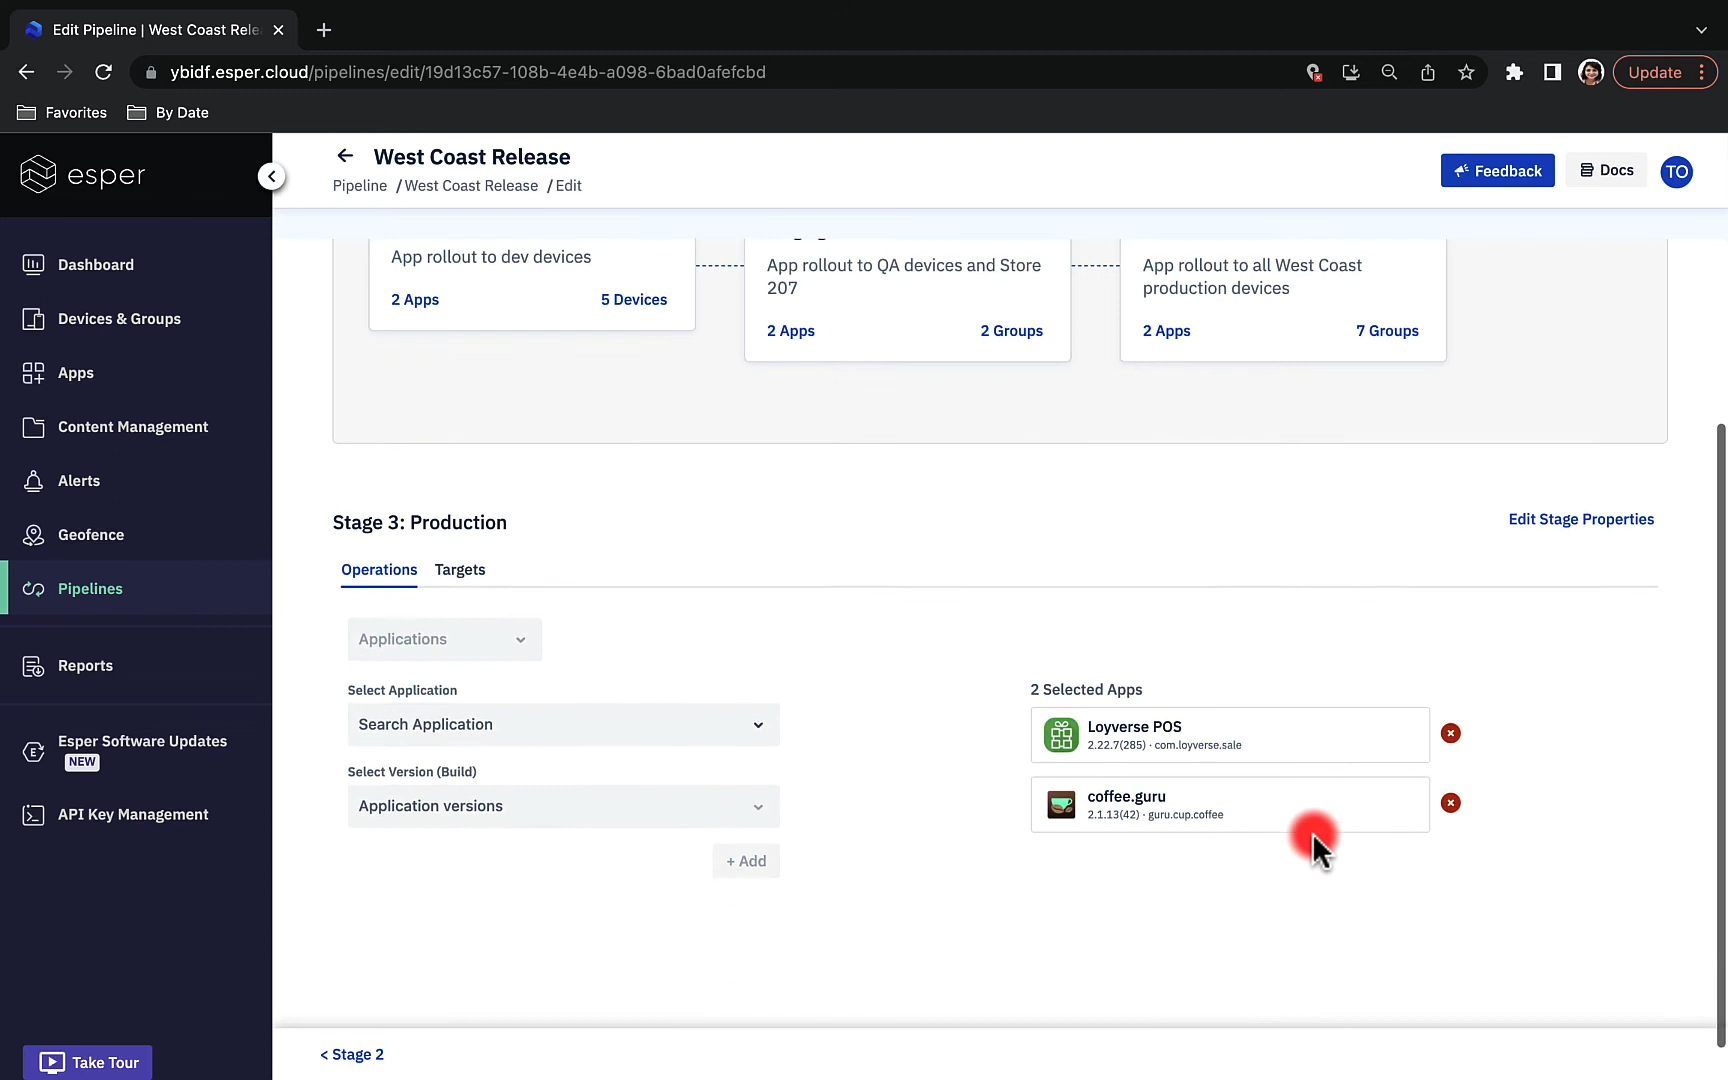 Edit Pipeline | West Coast Rele
ybidf.esper.cloud/pipelines/edit/19d13c57-108b-4e4b-a098-6bad0afefcbd
Update
Favorites
By Date
esper
West Coast Release
Pipeline / West Coast Release / Edit
Feedback
Docs
TO
Dashboard
Devices & Groups
Apps
Content Management
Alerts
Geofence
Pipelines
Reports
Esper Software Updates
NEW
API Key Management
Take Tour
App rollout to dev devices
2 Apps
5 Devices
App rollout to QA devices and Store
207
2 Apps
2 Groups
App rollout to all West Coast
production devices
2 Apps
7 Groups
Stage 3: Production
Edit Stage Properties
Operations
Targets
Applications
Select Application
Search Application
Select Version (Build)
Application versions
+ Add
2 Selected Apps
Loyverse POS
2.22.7(285) · com.loyverse.sale
coffee.guru
2.1.13(42) · guru.cup.coffee
< Stage 2